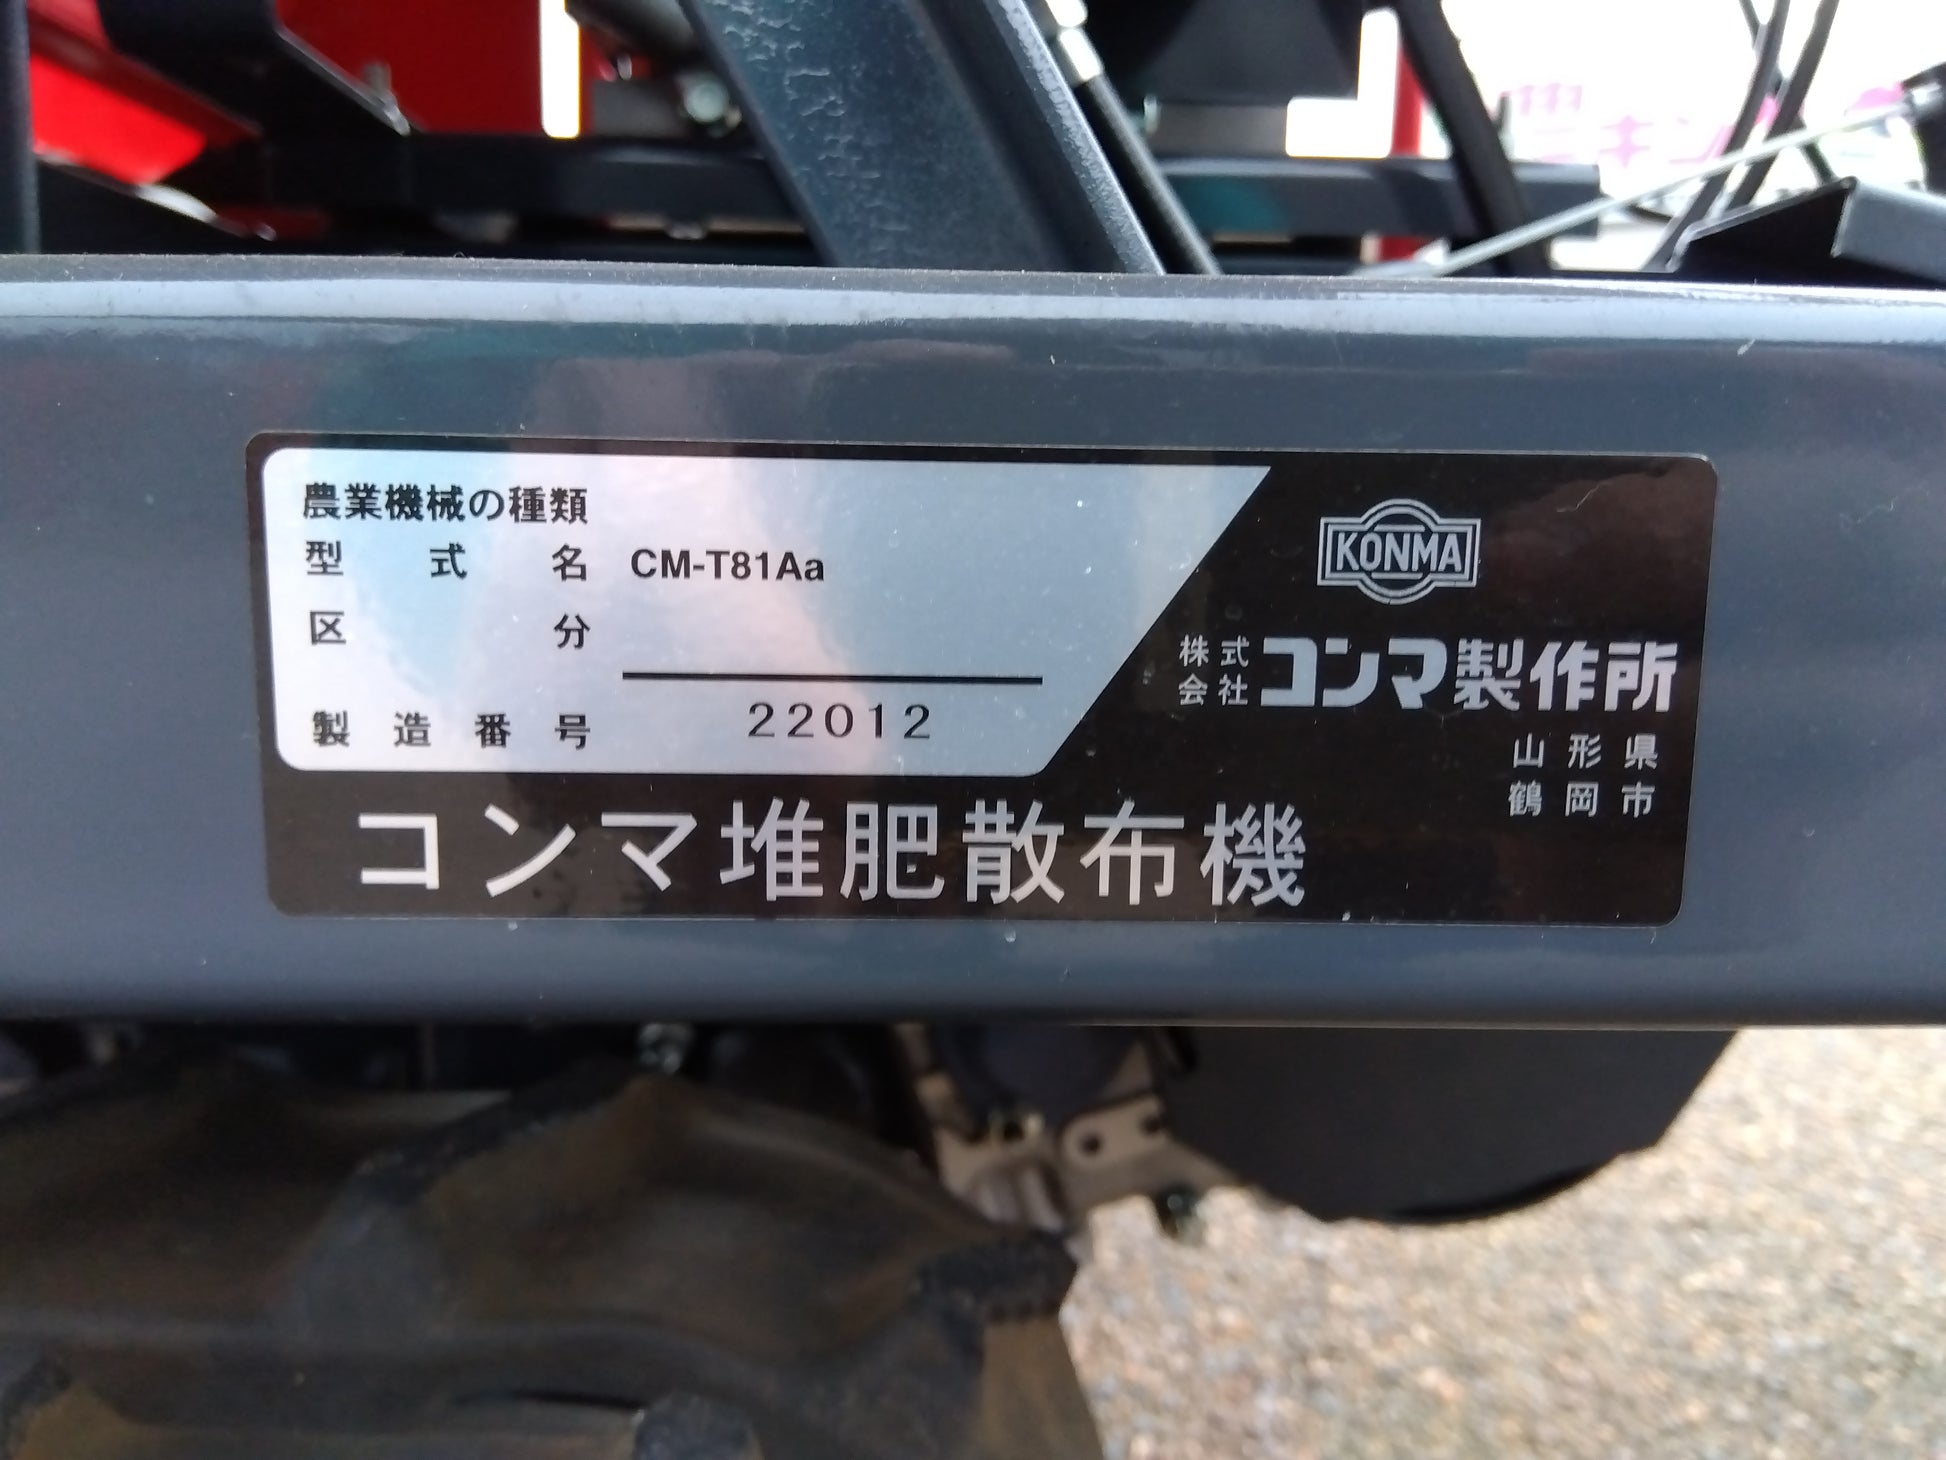 農業機械の種類
型式名 CM-T81Aa
区分
製造番号 22012
KONMA
株式会社 コンマ製作所
山形県
鶴岡市
コンマ堆肥散布機